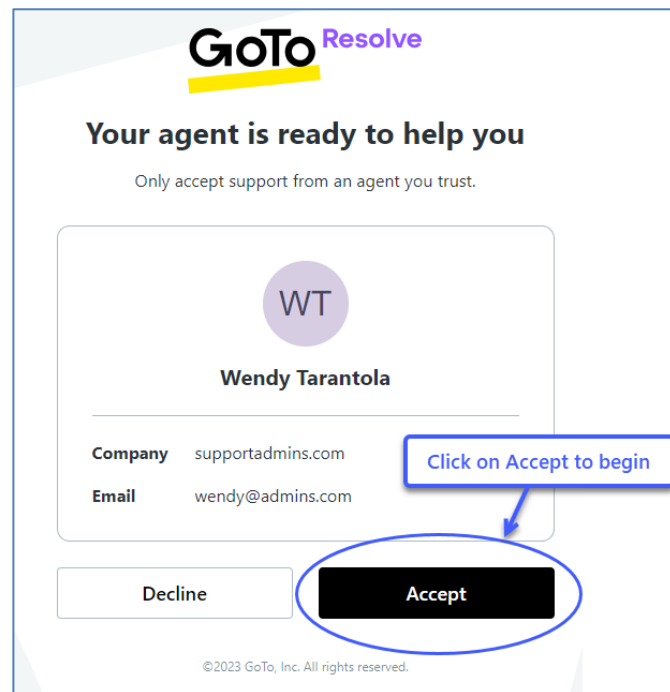 GoTo Resolve
Your agent is ready to help you
Only accept support from an agent you trust.
WT
Wendy Tarantola
Company supportadmins.com
Email wendy@admins.com
Click on Accept to begin
Decline Accept
©2023 GoTo, Inc. All rights reserved.